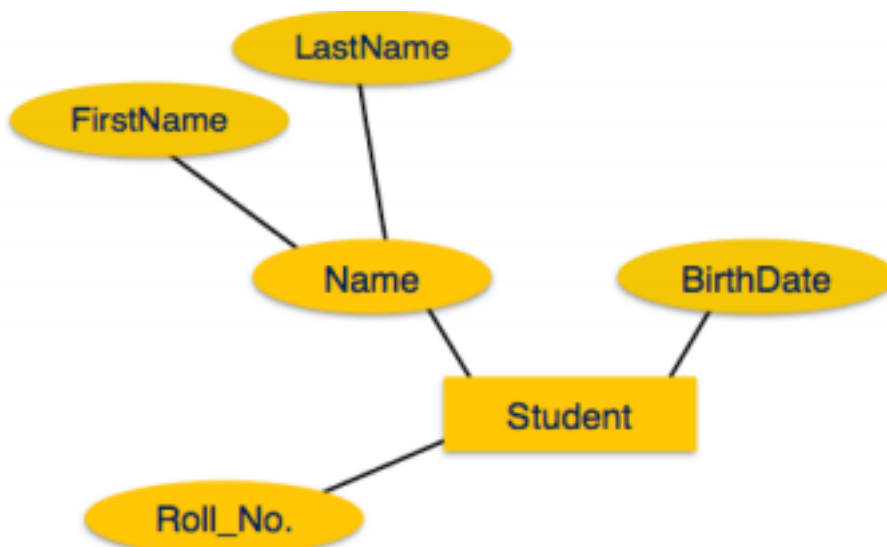 LastName
FirstName
Name
BirthDate
Student
Roll_No.